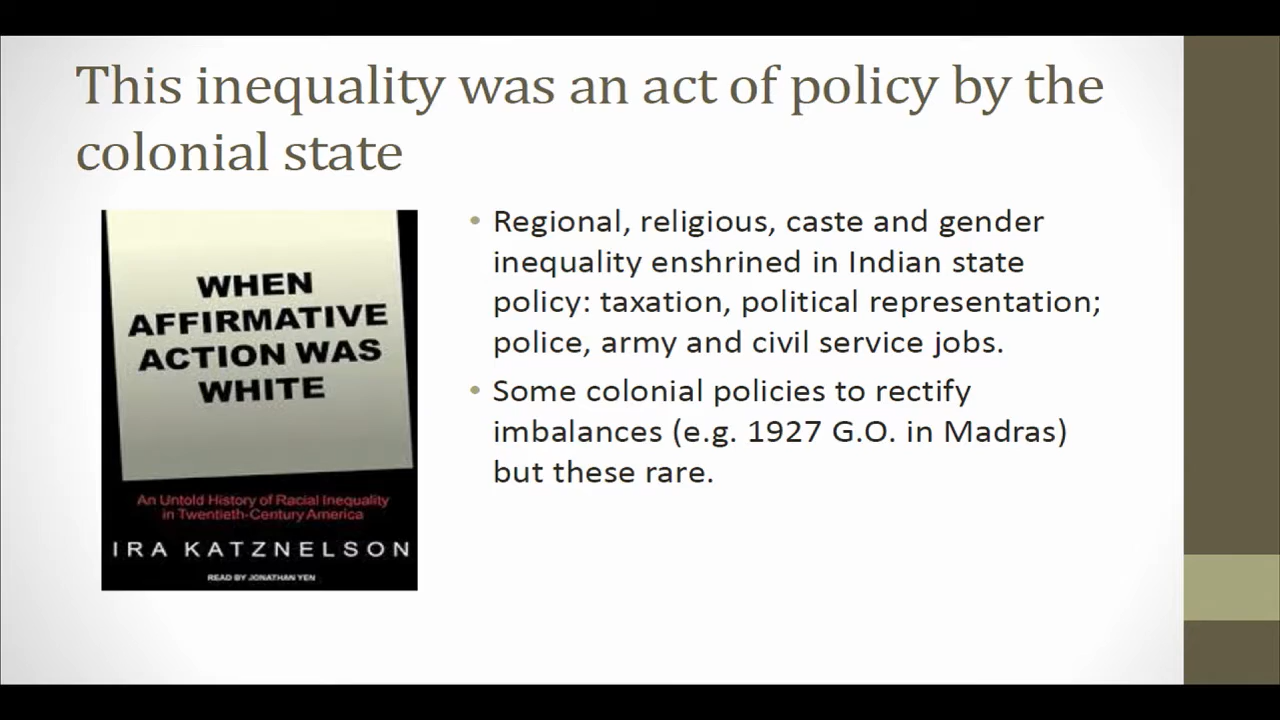 This inequality was an act of policy by the
colonial state
WHEN
AFFIRMATIVE
ACTION WAS
WHITE
An Untold History of Racial Inequality
in Twentieth-Century America
IRA KATZNELSON
READ BY JONATHAN YEN
• Regional, religious, caste and gender
inequality enshrined in Indian state
policy: taxation, political representation;
police, army and civil service jobs.
• Some colonial policies to rectify
imbalances (e.g. 1927 G.O. in Madras)
but these rare.